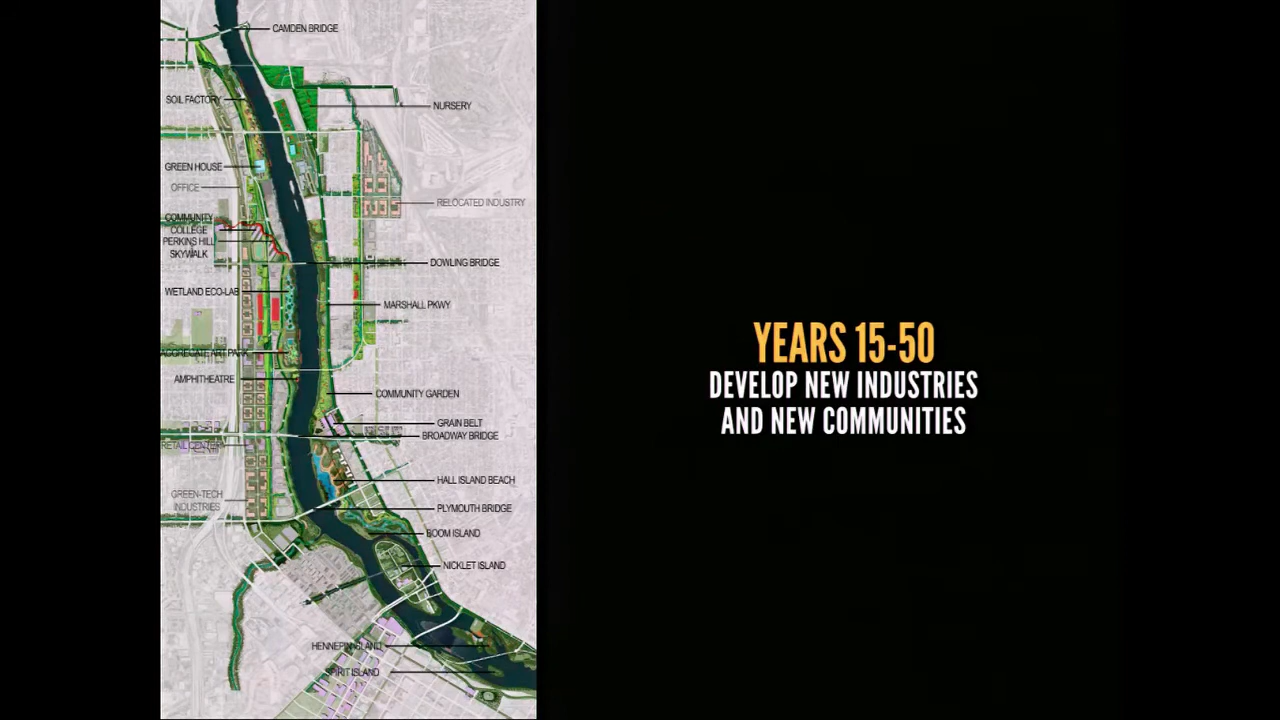 CAMDEN BRIDGE
SOIL FACTORY
NURSERY
GREEN HOUSE
OFFICE
RELOCATED INDUSTRY
COMMUNITY
COLLEGE
PERKINS HILL
SKYWALK
DOWLING BRIDGE
WETLAND ECO-LAB
MARSHALL PKWY
AGGREGATE ART PARK
AMPHITHEATRE
COMMUNITY GARDEN
GRAIN BELT
BROADWAY BRIDGE
RETAIL CENTER
HALL ISLAND BEACH
GREEN-TECH
INDUSTRIES
PLYMOUTH BRIDGE
BOOM ISLAND
NICKLET ISLAND
HENNEPIN ISLAND
SPIRIT ISLAND
YEARS 15-50
DEVELOP NEW INDUSTRIES
AND NEW COMMUNITIES